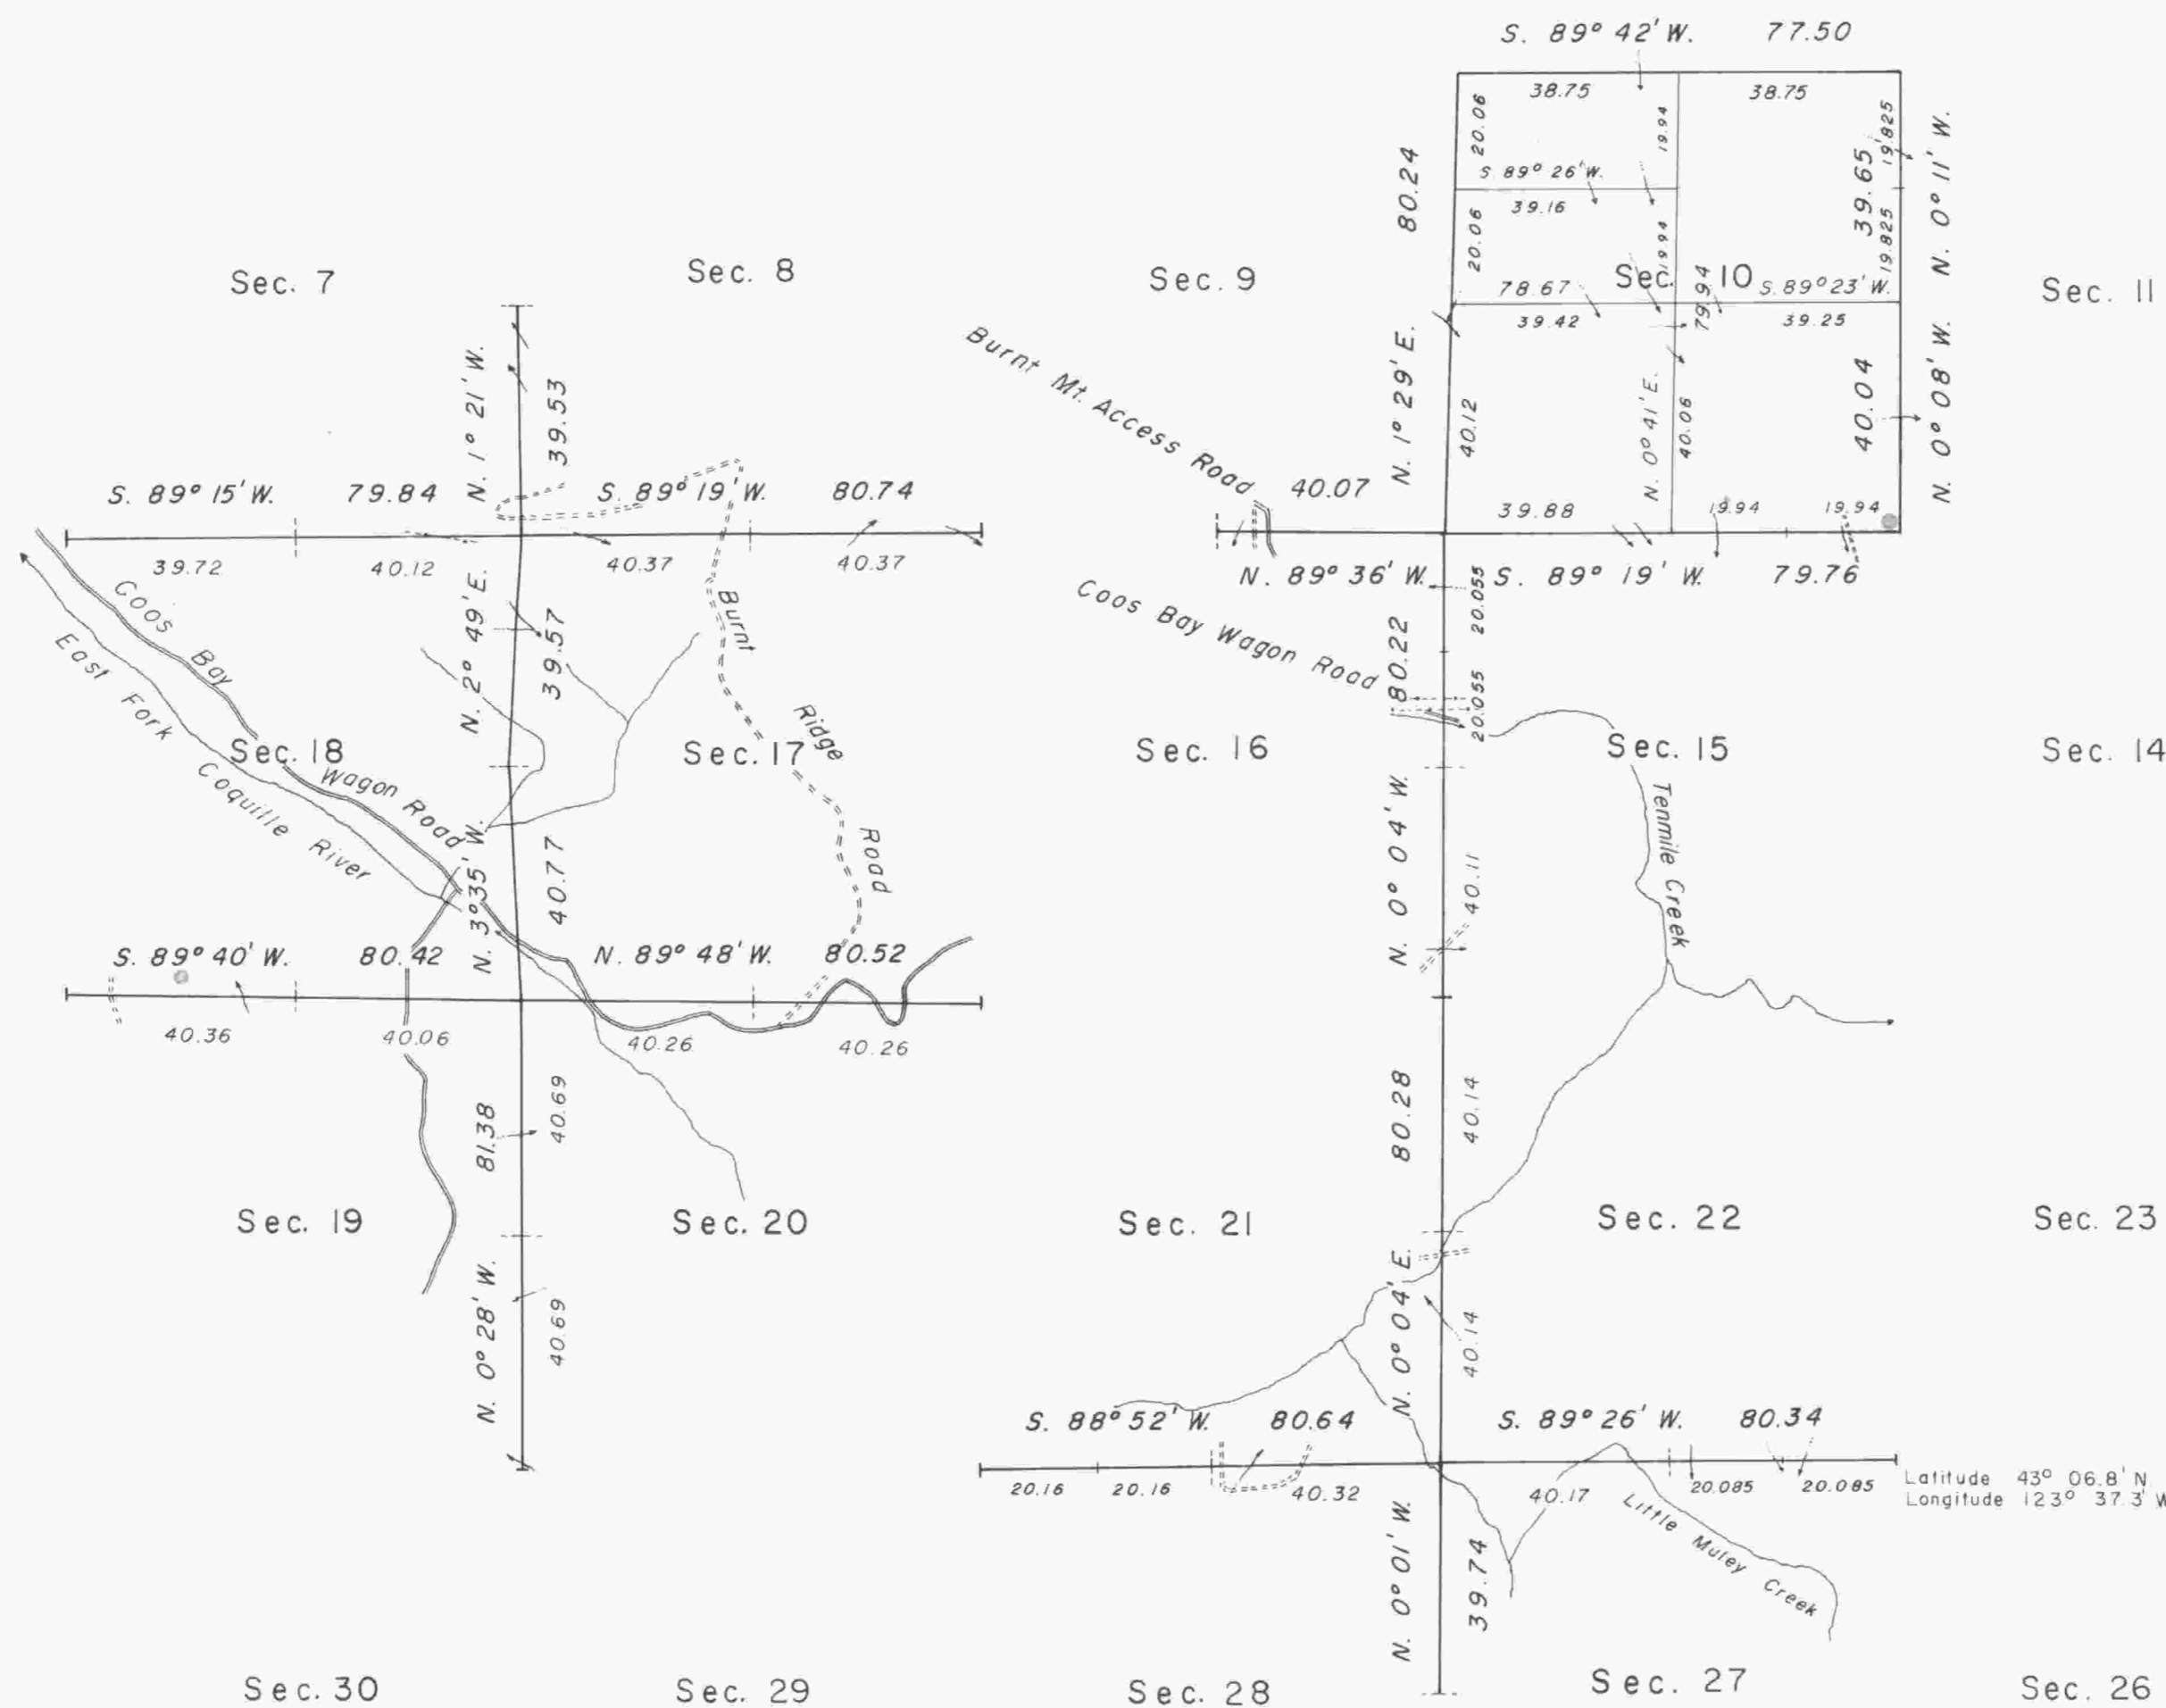 S. 89° 42' W. 77.50
38.75
38.75
20.06
19.94
19.825
39.65
N. 0° 11' W.
80.24
S. 89° 26' W.
39.16
20.06
19.94
19.825
Sec. 7
Sec. 8
Sec. 9
Sec. 10
Sec. 11
78.67
79.94
S. 89° 23' W.
39.42
39.25
Burnt Mt. Access Road
N. 1° 29' E.
N. 1° 21' W.
39.53
40.12
N. 0° 41' E.
40.06
40.04
N. 0° 08' W.
S. 89° 15' W. 79.84
S. 89° 19' W. 80.74
40.07
39.88
19.94
19.94
39.72
40.12
40.37
40.37
N. 89° 36' W.
S. 89° 19' W. 79.76
Coos Bay Wagon Road
East Fork Coquille River
N. 2° 49' E.
39.57
Burnt Ridge Road
Coos Bay Wagon Road
80.22
20.055
20.055
Sec. 18
Sec. 17
Sec. 16
Sec. 15
Sec. 14
N. 3° 35' W.
40.77
N. 0° 04' W.
40.11
Tenmile Creek
S. 89° 40' W. 80.42
N. 89° 48' W. 80.52
40.36
40.06
40.26
40.26
81.38
40.69
80.28
40.14
Sec. 19
Sec. 20
Sec. 21
Sec. 22
Sec. 23
N. 0° 28' W.
40.69
N. 0° 04' E.
40.14
S. 88° 52' W. 80.64
S. 89° 26' W. 80.34
20.16
20.16
40.32
40.17
20.085
20.085
Latitude 43° 06.8' N.
Longitude 123° 37.3' W
Little Muley Creek
N. 0° 01' W.
39.74
Sec. 30
Sec. 29
Sec. 28
Sec. 27
Sec. 26